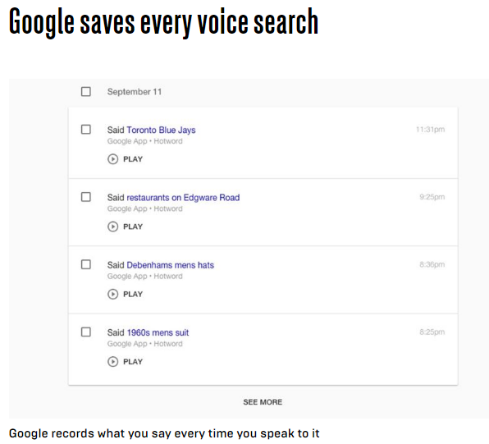 Google saves every voice search
September 11
Said Toronto Blue Jays 11:31pm
Google App • Hotword
PLAY
Said restaurants on Edgware Road 9:25pm
Google App • Hotword
PLAY
Said Debenhams mens hats 8:36pm
Google App • Hotword
PLAY
Said 1960s mens suit 8:25pm
Google App • Hotword
PLAY
SEE MORE
Google records what you say every time you speak to it